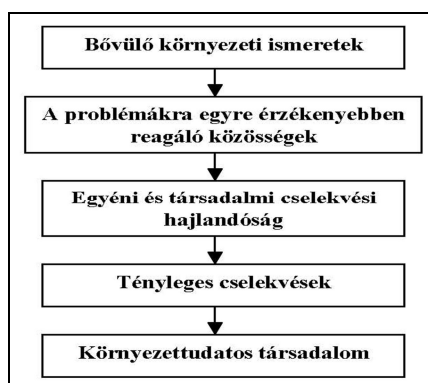 Bővülő környezeti ismeretek
A problémákra egyre érzékenyebben
reagáló közösségek
Egyéni és társadalmi cselekvési
hajlandóság
Tényleges cselekvések
Környezettudatos társadalom